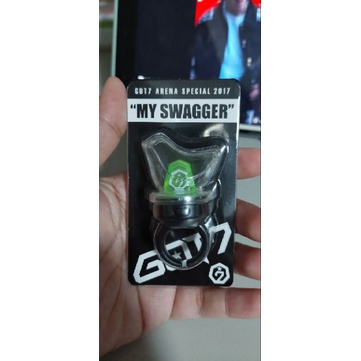 GOT7 ARENA SPECIAL 2017
“MY SWAGGER”
GOT7